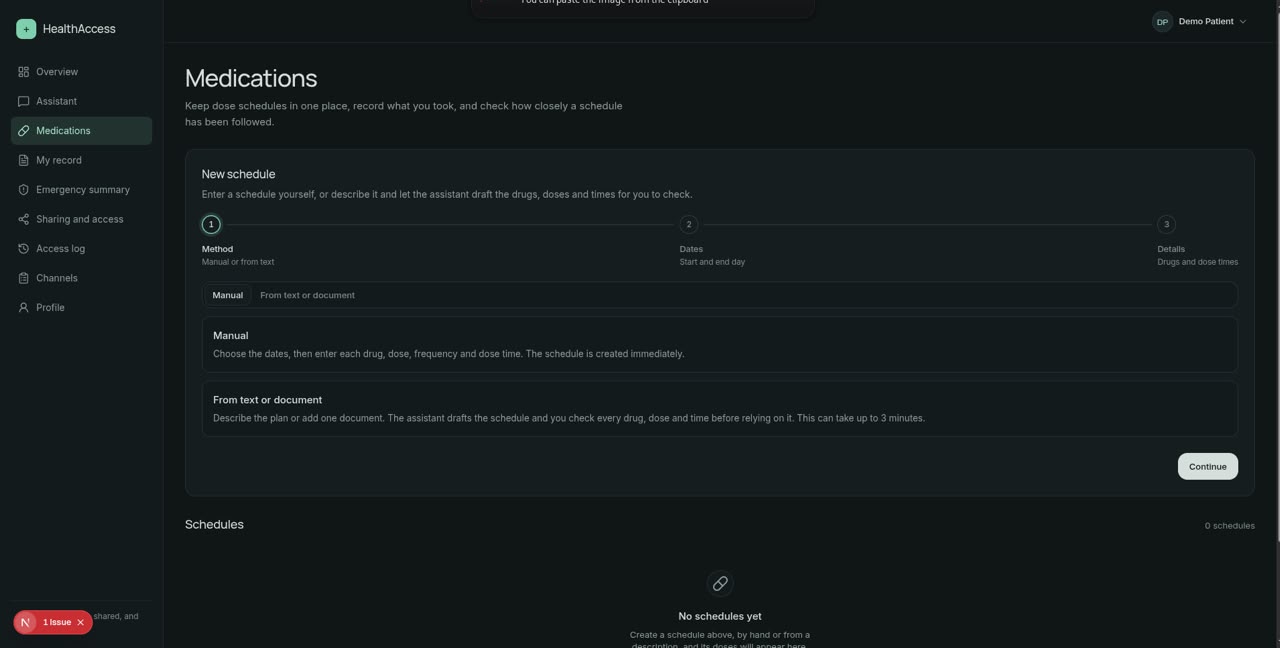 You can paste the image from the clipboard
HealthAccess
DP Demo Patient
Overview
Assistant
Medications
My record
Emergency summary
Sharing and access
Access log
Channels
Profile
Medications
Keep dose schedules in one place, record what you took, and check how closely a schedule
has been followed.
New schedule
Enter a schedule yourself, or describe it and let the assistant draft the drugs, doses and times for you to check.
1
2
3
Method
Dates
Details
Manual or from text
Start and end day
Drugs and dose times
Manual
From text or document
Manual
Choose the dates, then enter each drug, dose, frequency and dose time. The schedule is created immediately.
From text or document
Describe the plan or add one document. The assistant drafts the schedule and you check every drug, dose and time before relying on it. This can take up to 3 minutes.
Continue
Schedules
0 schedules
No schedules yet
Create a schedule above, by hand or from a
description, and its doses will appear here.
shared, and
N 1 Issue